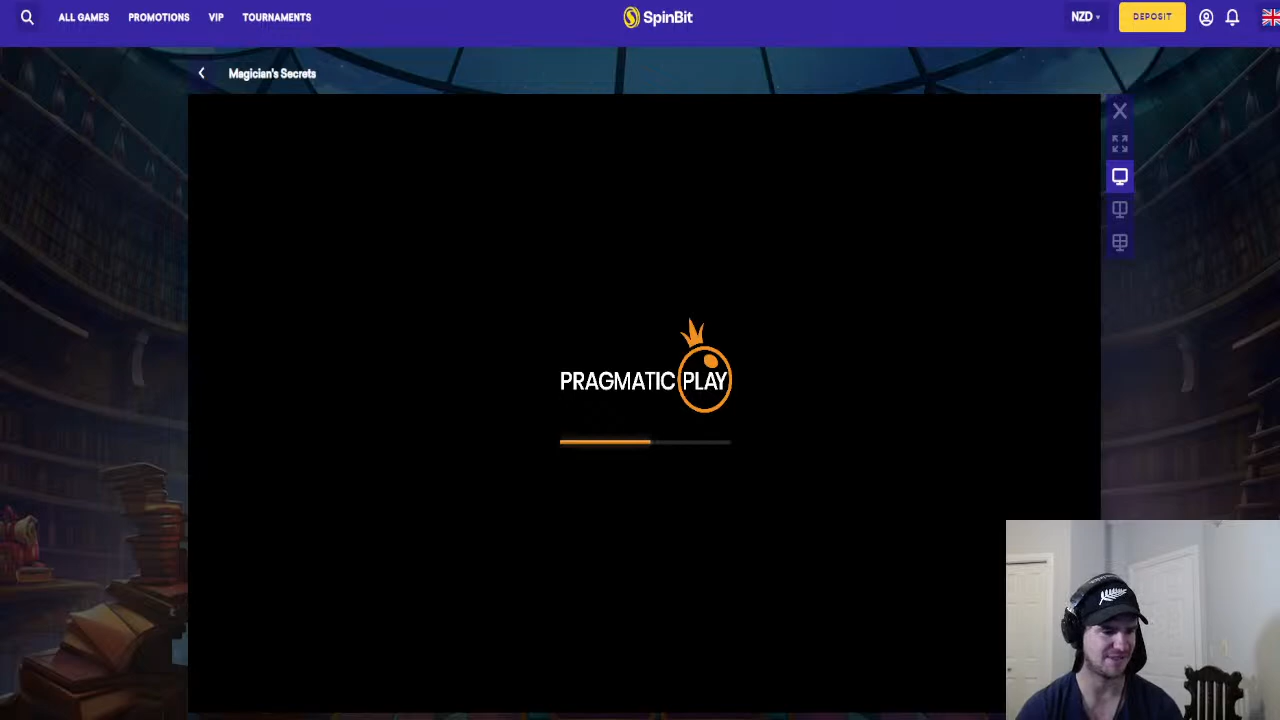 ALL GAMES PROMOTIONS VIP TOURNAMENTS SpinBit NZD DEPOSIT
Magician's Secrets
PRAGMATIC PLAY